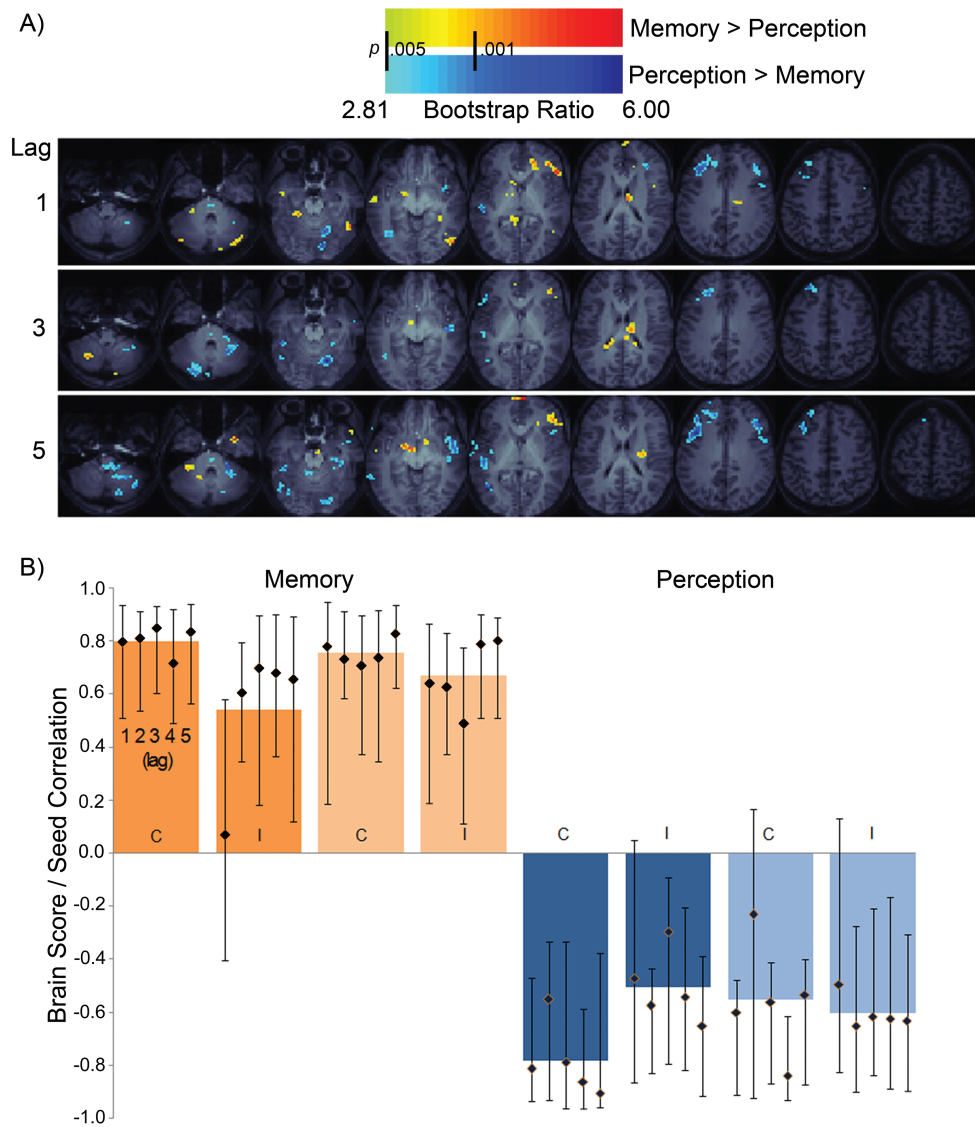 A)
Memory > Perception
p .005 .001
Perception > Memory
2.81 Bootstrap Ratio 6.00
Lag
1
3
5
B)
Memory Perception
Brain Score / Seed Correlation
1.0
0.8
0.6
0.4
0.2
0.0
-0.2
-0.4
-0.6
-0.8
-1.0
1 2 3 4 5
(lag)
C I C I
C I C I